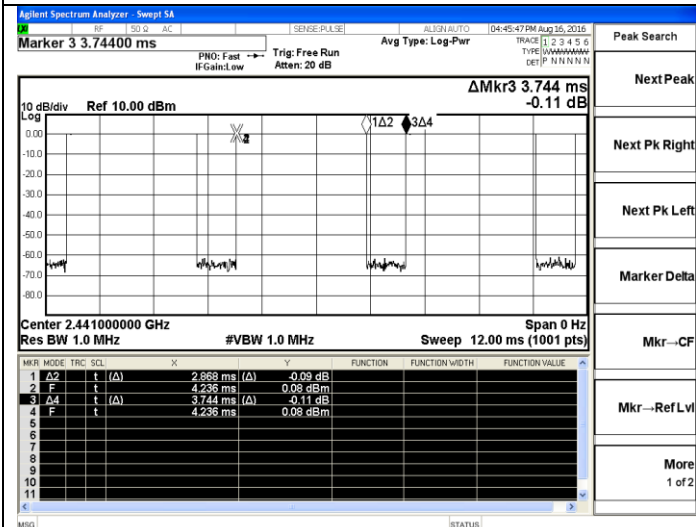 Agilent Spectrum Analyzer - Swept SA
RF 50 Ω AC SENSE:PULSE ALIGN AUTO 04:45:47 PM Aug 16, 2016
Marker 3 3.74400 ms
PNO: Fast
IFGain:Low
Trig: Free Run
Atten: 20 dB
Avg Type: Log-Pwr
TRACE 1 2 3 4 5 6
TYPE
DET P N N N N N
ΔMkr3 3.744 ms
-0.11 dB
10 dB/div Ref 10.00 dBm
Log
1Δ2 3Δ4
0.00
-10.0
-20.0
-30.0
-40.0
-50.0
-60.0
-70.0
-80.0
Center 2.441000000 GHz Span 0 Hz
Res BW 1.0 MHz #VBW 1.0 MHz Sweep 12.00 ms (1001 pts)
MKR MODE TRC SCL X Y FUNCTION FUNCTION WIDTH FUNCTION VALUE
1 Δ2 t (Δ) 2.868 ms (Δ) -0.09 dB
2 F t 4.236 ms 0.08 dBm
3 Δ4 t (Δ) 3.744 ms (Δ) -0.11 dB
4 F t 4.236 ms 0.08 dBm
5
6
7
8
9
10
11
MSG STATUS
Peak Search
Next Peak
Next Pk Right
Next Pk Left
Marker Delta
Mkr→CF
Mkr→Ref Lvl
More
1 of 2